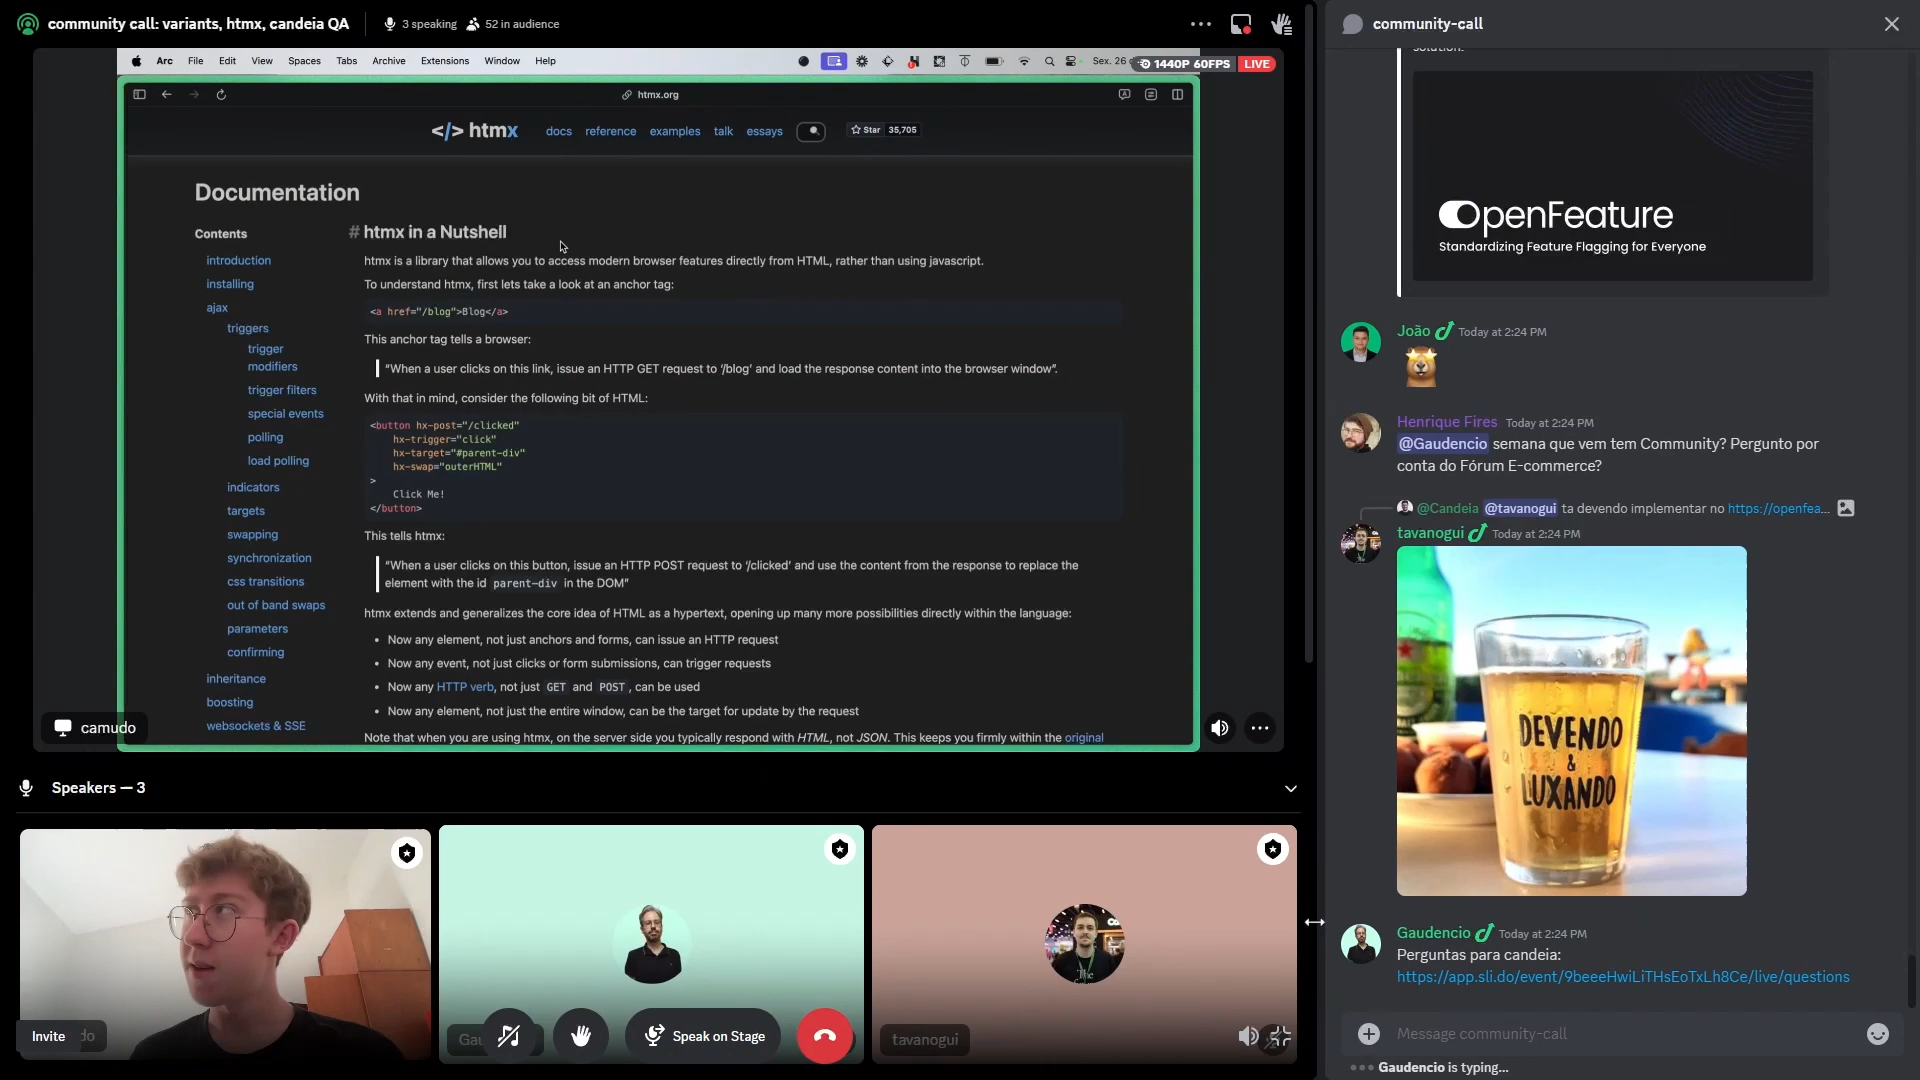 community call: variants, htmx, candeia QA
3 speaking
52 in audience
Arc File Edit View Spaces Tabs Archive Extensions Window Help
Sex. 26
1440P 60FPS
LIVE
htmx.org
</> htmx
docs reference examples talk essays
Star 35,705
Documentation
Contents
introduction
installing
ajax
triggers
trigger
modifiers
trigger filters
special events
polling
load polling
indicators
targets
swapping
synchronization
css transitions
out of band swaps
parameters
confirming
inheritance
boosting
websockets & SSE
# htmx in a Nutshell
htmx is a library that allows you to access modern browser features directly from HTML, rather than using javascript.
To understand htmx, first lets take a look at an anchor tag:
<a href="/blog">Blog</a>
This anchor tag tells a browser:
“When a user clicks on this link, issue an HTTP GET request to ‘/blog’ and load the response content into the browser window”.
With that in mind, consider the following bit of HTML:
<button hx-post="/clicked"
hx-trigger="click"
hx-target="#parent-div"
hx-swap="outerHTML"
>
Click Me!
</button>
This tells htmx:
“When a user clicks on this button, issue an HTTP POST request to ‘/clicked’ and use the content from the response to replace the
element with the id parent-div in the DOM”
htmx extends and generalizes the core idea of HTML as a hypertext, opening up many more possibilities directly within the language:
• Now any element, not just anchors and forms, can issue an HTTP request
• Now any event, not just clicks or form submissions, can trigger requests
• Now any HTTP verb, not just GET and POST, can be used
• Now any element, not just the entire window, can be the target for update by the request
Note that when you are using htmx, on the server side you typically respond with HTML, not JSON. This keeps you firmly within the original
camudo
Speakers — 3
Invite
do
Gau
Speak on Stage
tavanogui
community-call
solution.
OpenFeature
Standardizing Feature Flagging for Everyone
João Today at 2:24 PM
Henrique Fires Today at 2:24 PM
@Gaudencio semana que vem tem Community? Pergunto por
conta do Fórum E-commerce?
@Candeia @tavanogui ta devendo implementar no https://openfea...
tavanogui Today at 2:24 PM
DEVENDO
&
LUXANDO
Gaudencio Today at 2:24 PM
Perguntas para candeia:
https://app.sli.do/event/9beeeHwiLiTHsEoTxLh8Ce/live/questions
Message community-call
Gaudencio is typing...